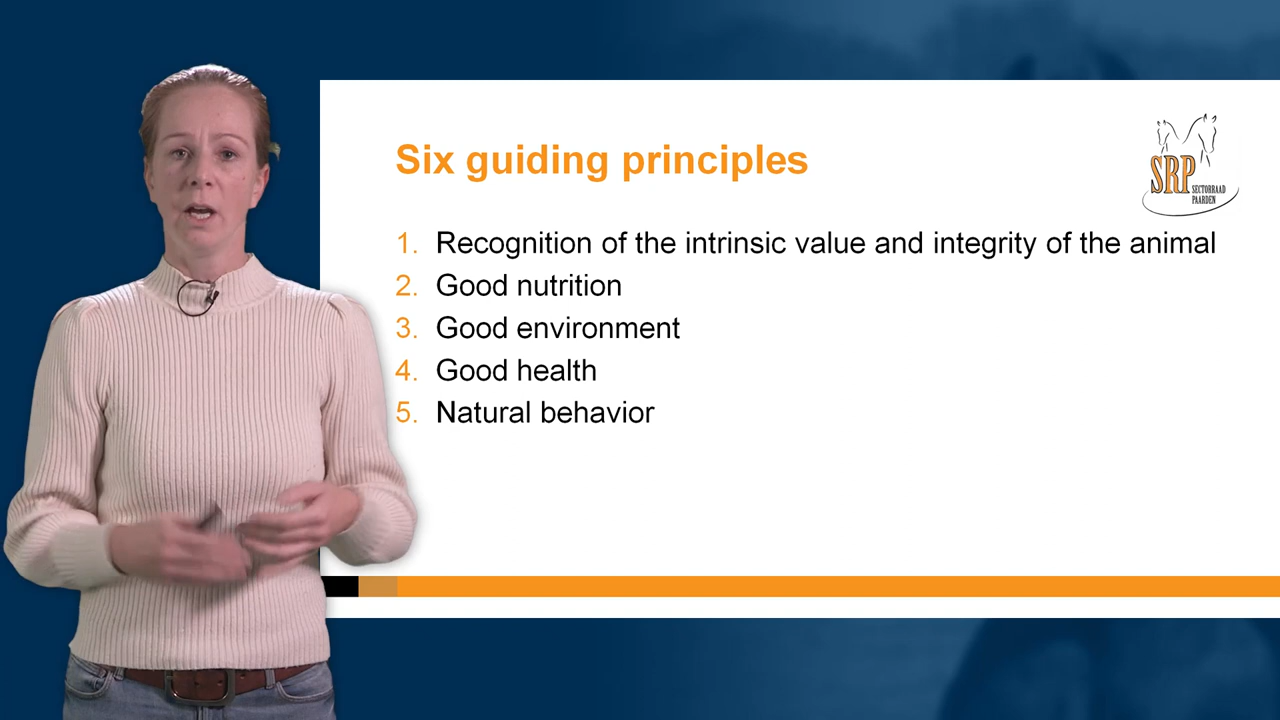 Six guiding principles
SRP SECTORRAAD
PAARDEN
1. Recognition of the intrinsic value and integrity of the animal
2. Good nutrition
3. Good environment
4. Good health
5. Natural behavior